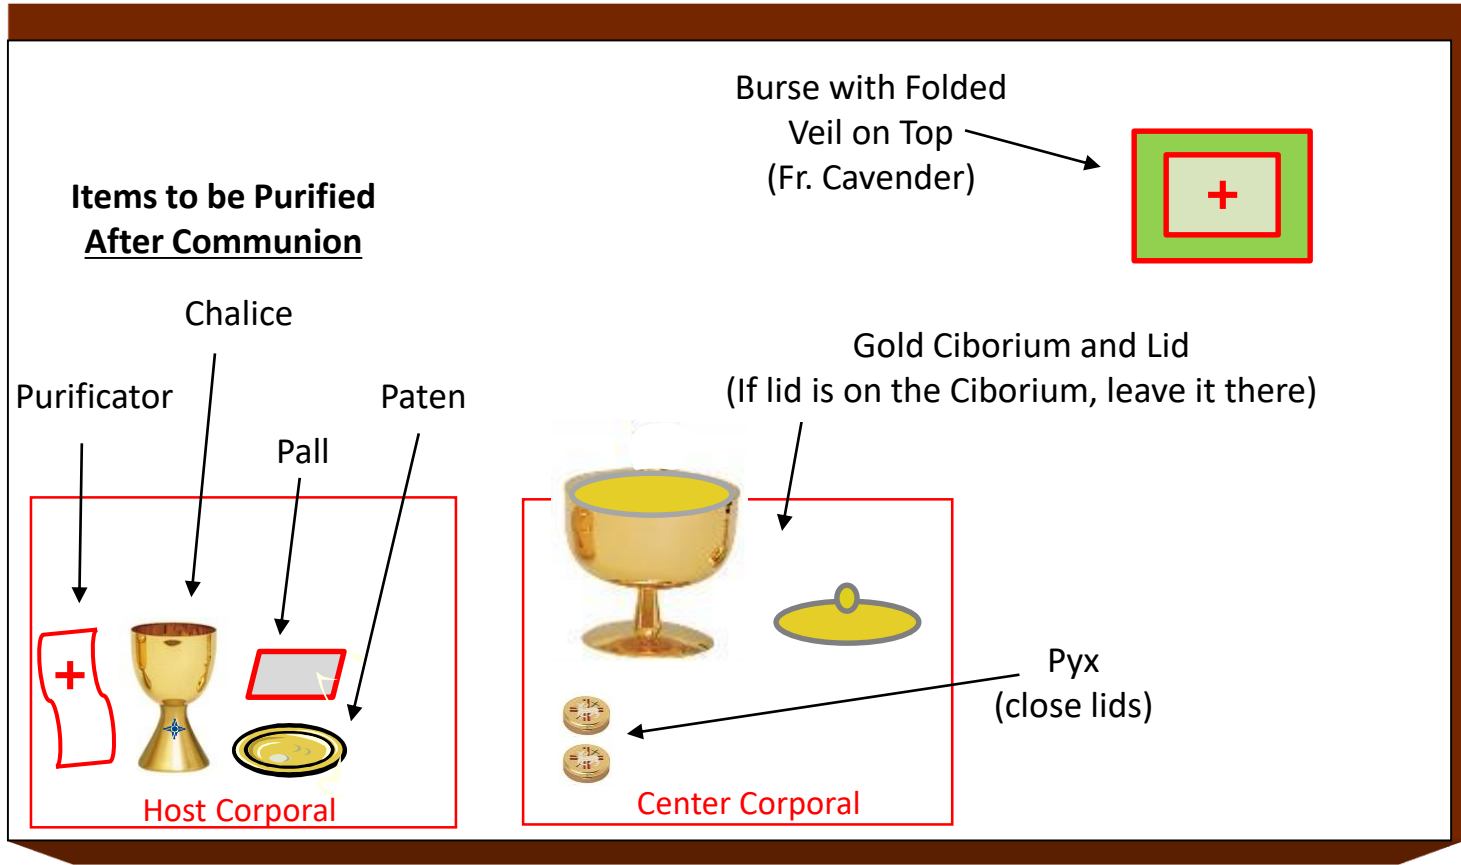 Burse with Folded
Veil on Top
(Fr. Cavender)
Items to be Purified
After Communion
Chalice
Purificator
Paten
Pall
Gold Ciborium and Lid
(If lid is on the Ciborium, leave it there)
Pyx
(close lids)
Host Corporal
Center Corporal